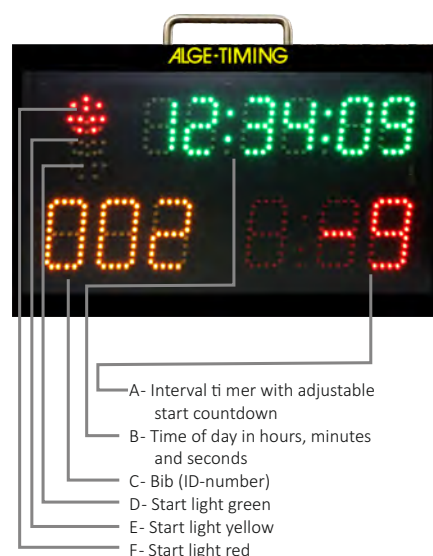 ALGE-TIMING
12:34:09
002 -9
A- Interval ti mer with adjustable
start countdown
B- Time of day in hours, minutes
and seconds
C- Bib (ID-number)
D- Start light green
E- Start light yellow
F- Start light red